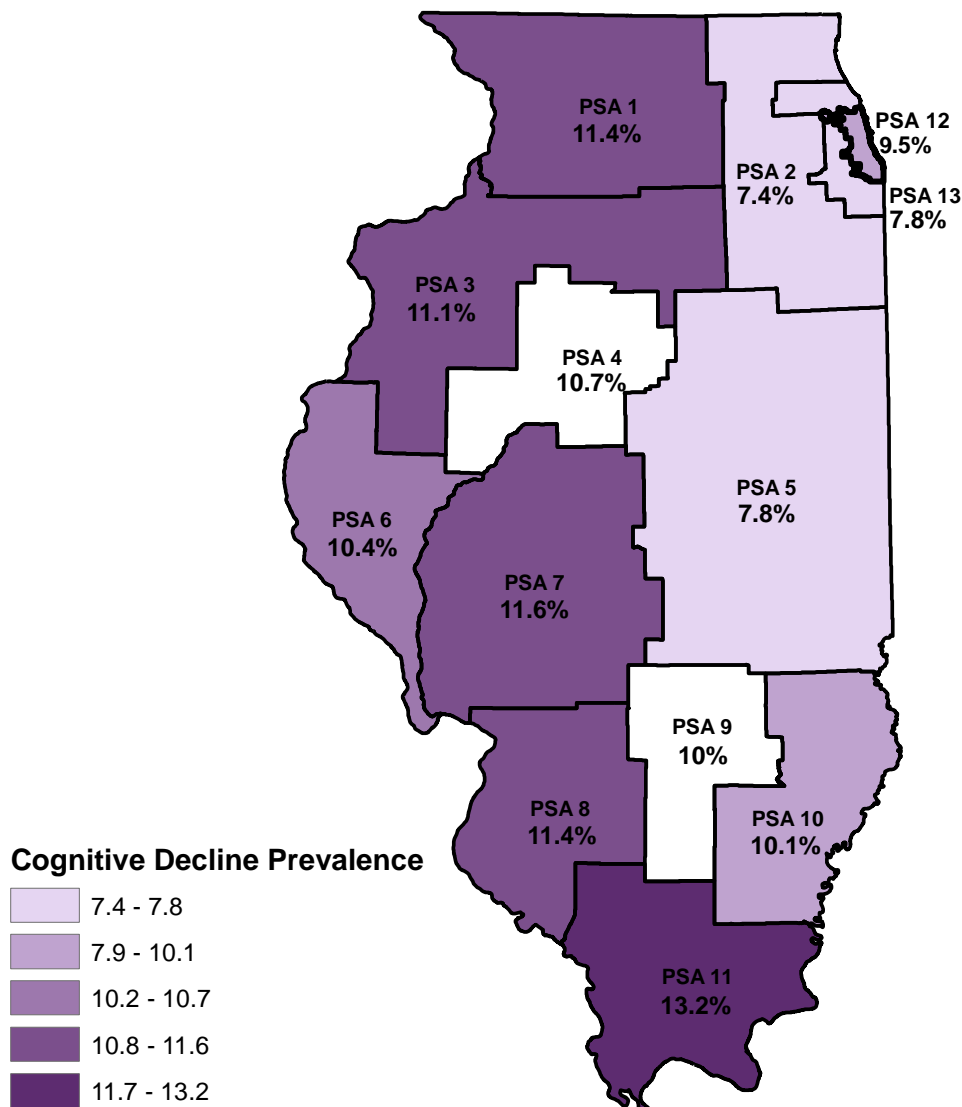 PSA 1
11.4%
PSA 12
9.5%
PSA 2
7.4%
PSA 13
7.8%
PSA 3
11.1%
PSA 4
10.7%
PSA 5
7.8%
PSA 6
10.4%
PSA 7
11.6%
PSA 9
10%
PSA 8
11.4%
PSA 10
10.1%
PSA 11
13.2%
Cognitive Decline Prevalence
7.4 - 7.8
7.9 - 10.1
10.2 - 10.7
10.8 - 11.6
11.7 - 13.2